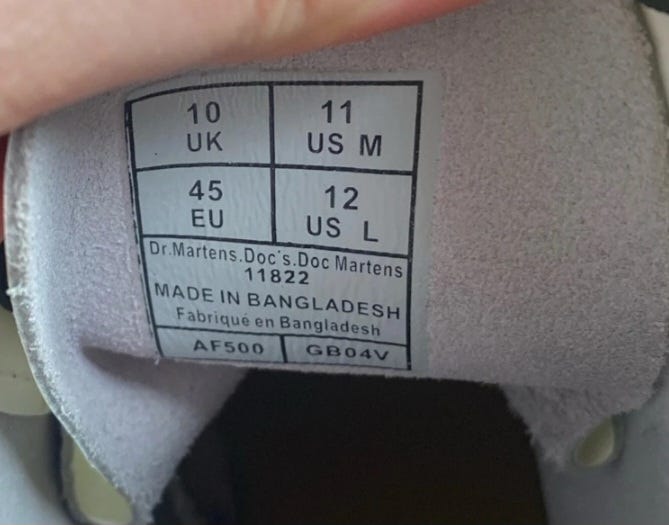 10 11
UK US M
45 12
EU US L
Dr.Martens.Doc's.Doc Martens
11822
MADE IN BANGLADESH
Fabriqué en Bangladesh
AF500 GB04V